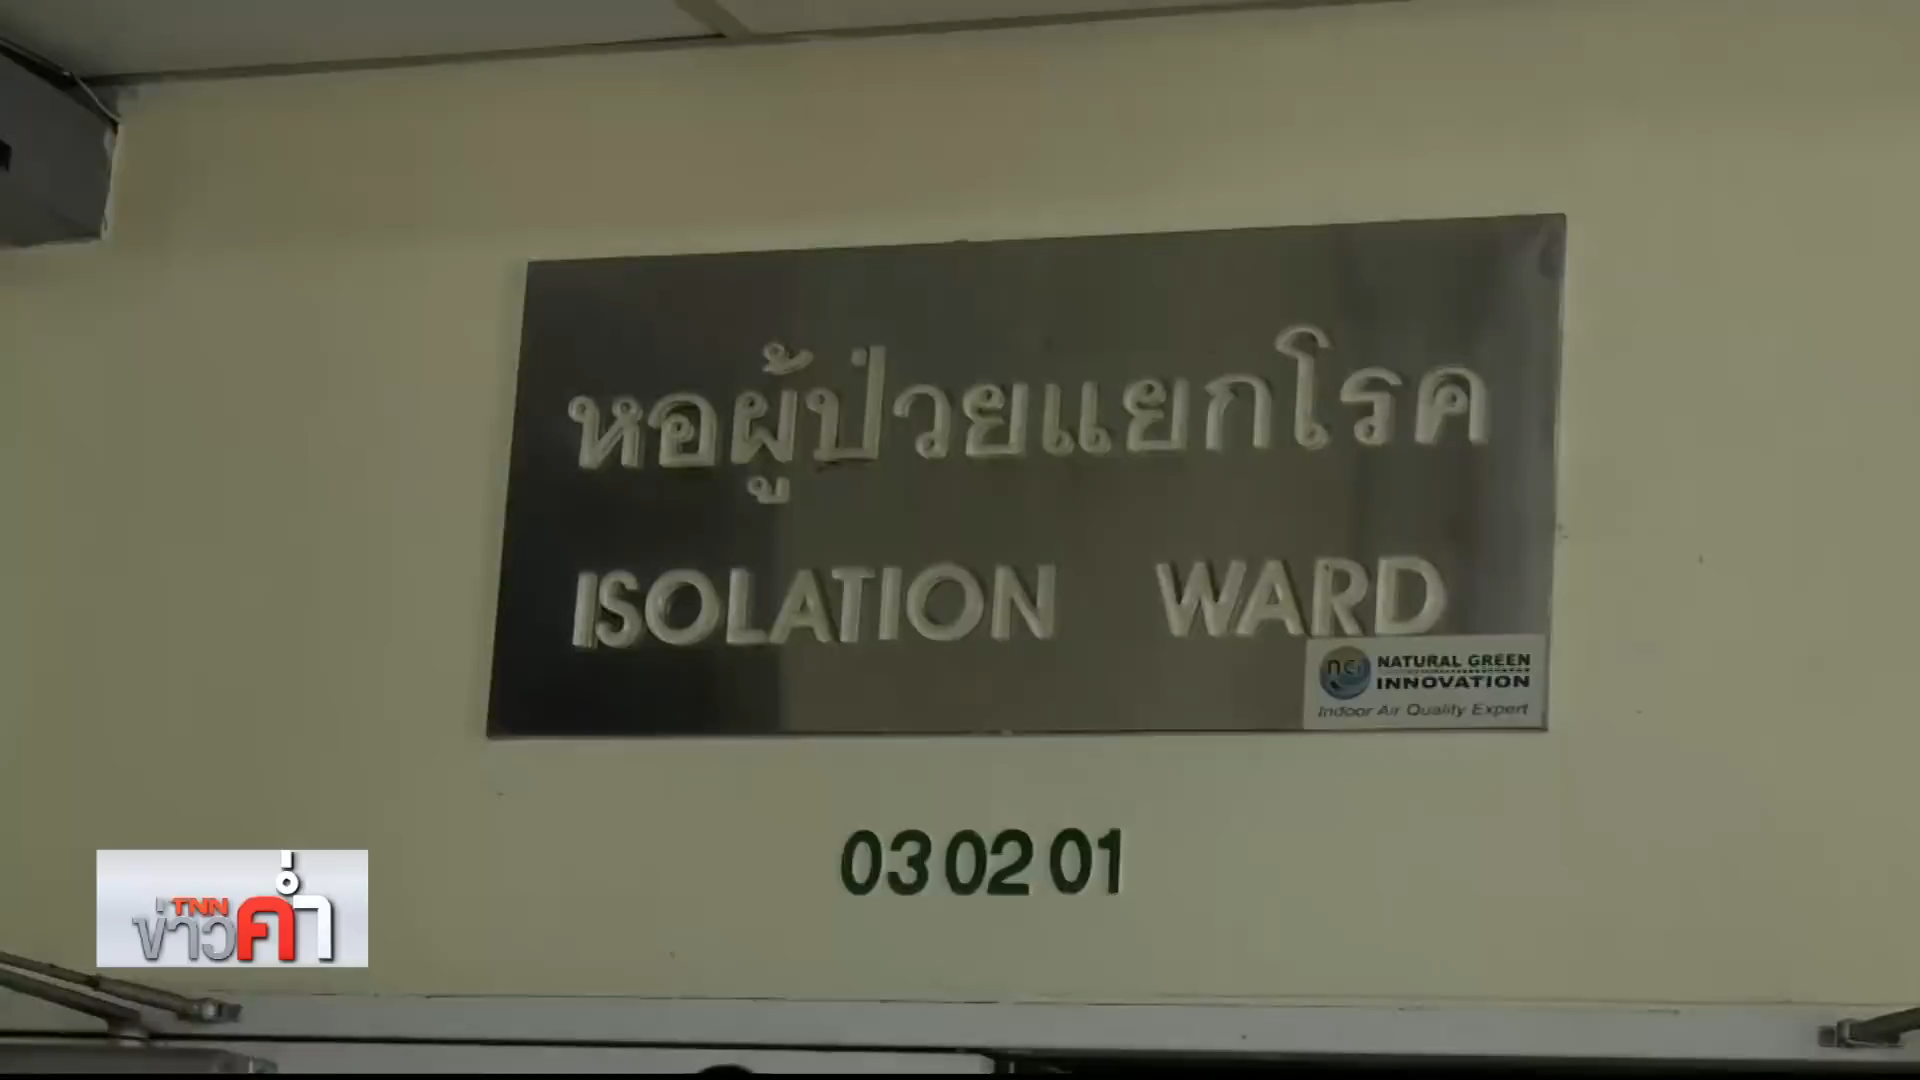 หอผู้ป่วยแยกโรค
ISOLATION WARD
NATURAL GREEN
INNOVATION
Indoor Air Quality Expert
03 02 01
TNN
ข่าวค่ำ